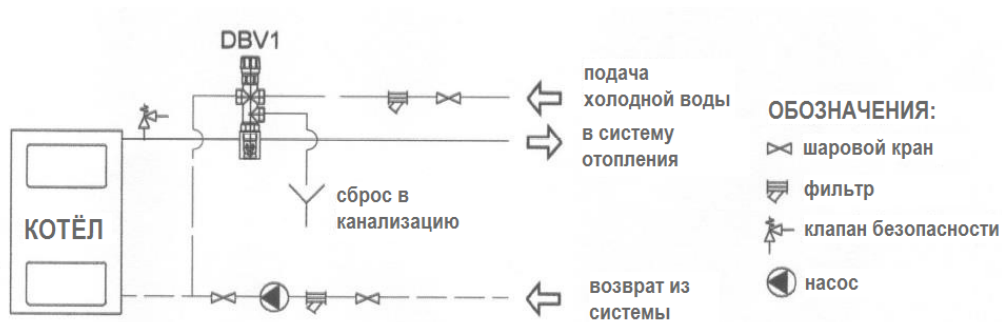 DBV1
подача
холодной воды
в систему
отопления
сброс в
канализацию
КОТЁЛ
возврат из
системы
ОБОЗНАЧЕНИЯ:
шаровой кран
фильтр
клапан безопасности
насос